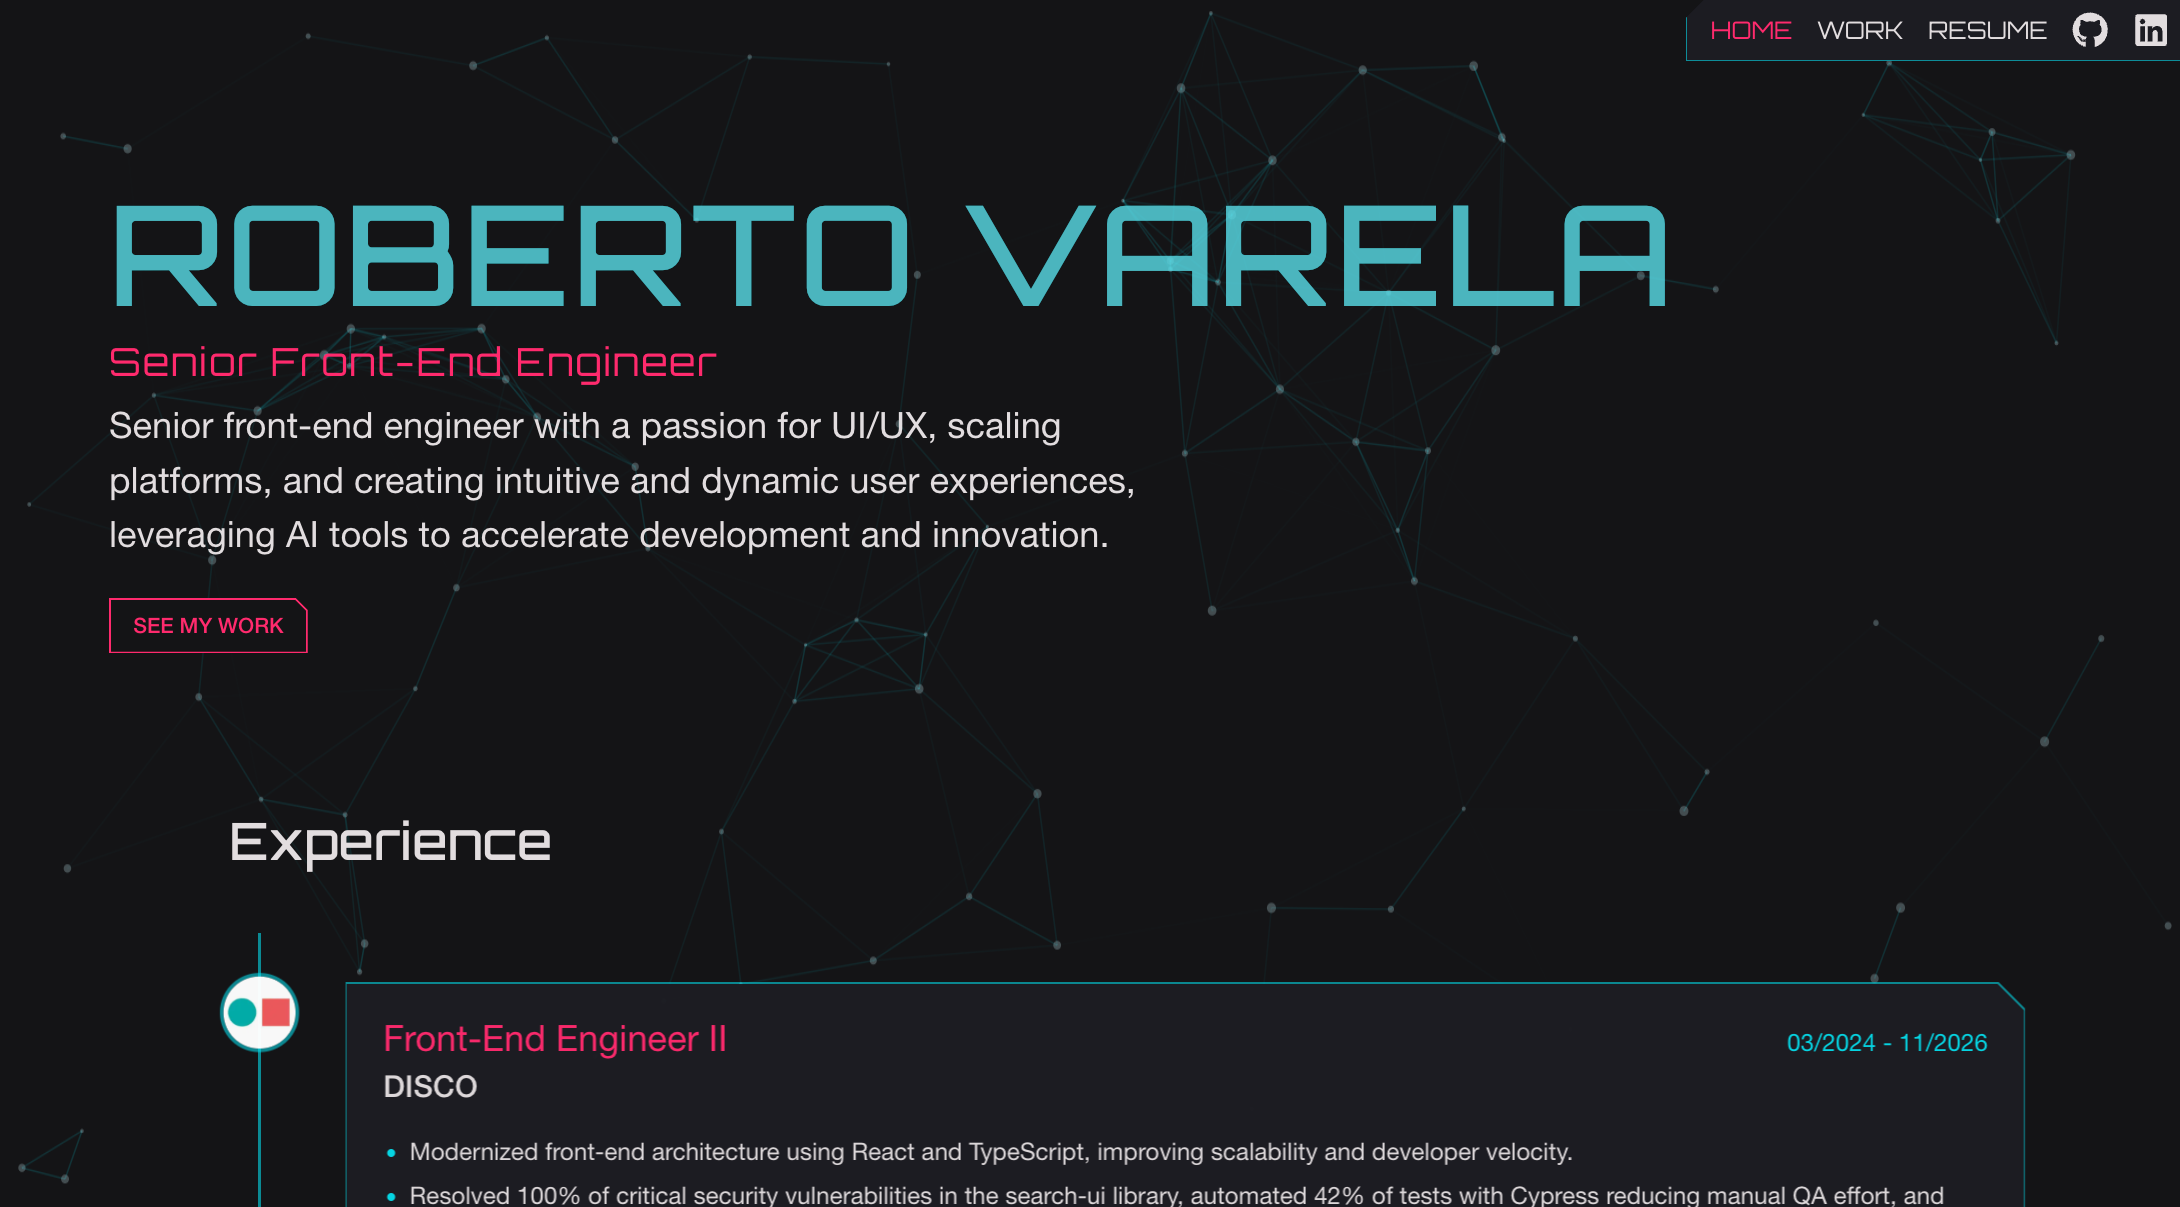 HOME WORK RESUME
ROBERTO VARELA
Senior Front-End Engineer
Senior front-end engineer with a passion for UI/UX, scaling
platforms, and creating intuitive and dynamic user experiences,
leveraging AI tools to accelerate development and innovation.
SEE MY WORK
Experience
Front-End Engineer II
03/2024 - 11/2026
DISCO
Modernized front-end architecture using React and TypeScript, improving scalability and developer velocity.
Resolved 100% of critical security vulnerabilities in the search-ui library, automated 42% of tests with Cypress reducing manual QA effort, and